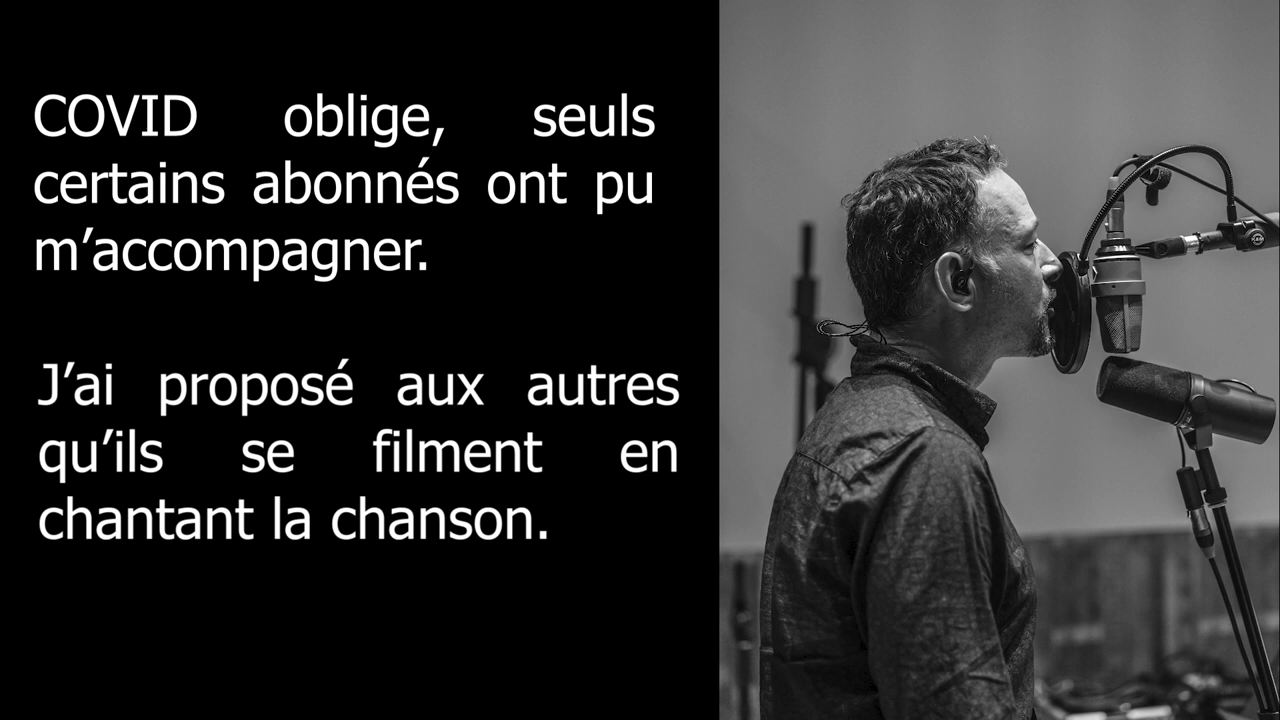 COVID oblige, seuls
certains abonnés ont pu
m’accompagner.
J’ai proposé aux autres
qu’ils se filment en
chantant la chanson.